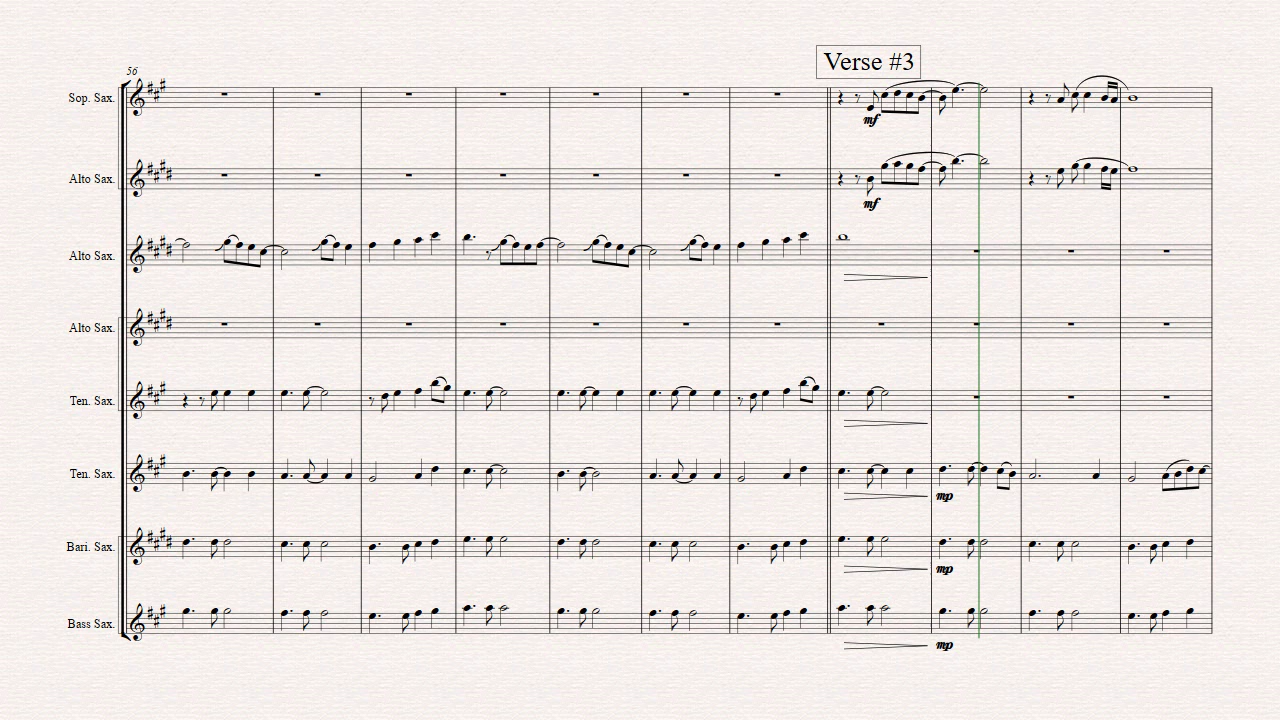 Verse #3
56
Sop. Sax.
mf
Alto Sax.
mf
Alto Sax.
Alto Sax.
Ten. Sax.
Ten. Sax.
mp
Bari. Sax.
mp
Bass Sax.
mp